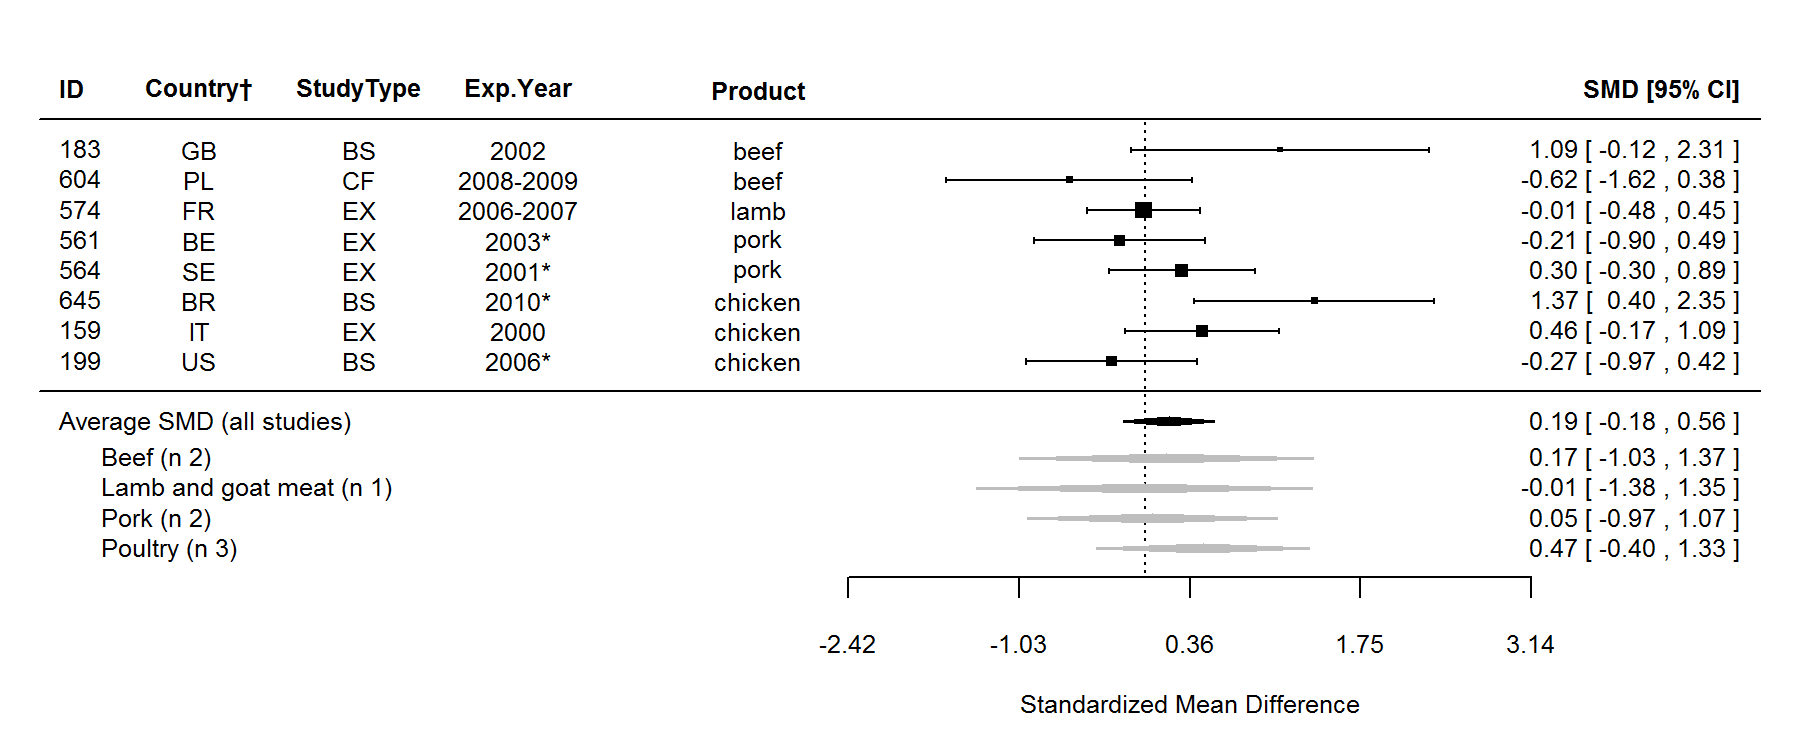 ID Country† StudyType Exp.Year Product SMD [95% CI]
183 GB BS 2002 beef 1.09 [ -0.12 , 2.31 ]
604 PL CF 2008-2009 beef -0.62 [ -1.62 , 0.38 ]
574 FR EX 2006-2007 lamb -0.01 [ -0.48 , 0.45 ]
561 BE EX 2003* pork -0.21 [ -0.90 , 0.49 ]
564 SE EX 2001* pork 0.30 [ -0.30 , 0.89 ]
645 BR BS 2010* chicken 1.37 [ 0.40 , 2.35 ]
159 IT EX 2000 chicken 0.46 [ -0.17 , 1.09 ]
199 US BS 2006* chicken -0.27 [ -0.97 , 0.42 ]
Average SMD (all studies) 0.19 [ -0.18 , 0.56 ]
Beef (n 2) 0.17 [ -1.03 , 1.37 ]
Lamb and goat meat (n 1) -0.01 [ -1.38 , 1.35 ]
Pork (n 2) 0.05 [ -0.97 , 1.07 ]
Poultry (n 3) 0.47 [ -0.40 , 1.33 ]
-2.42 -1.03 0.36 1.75 3.14
Standardized Mean Difference